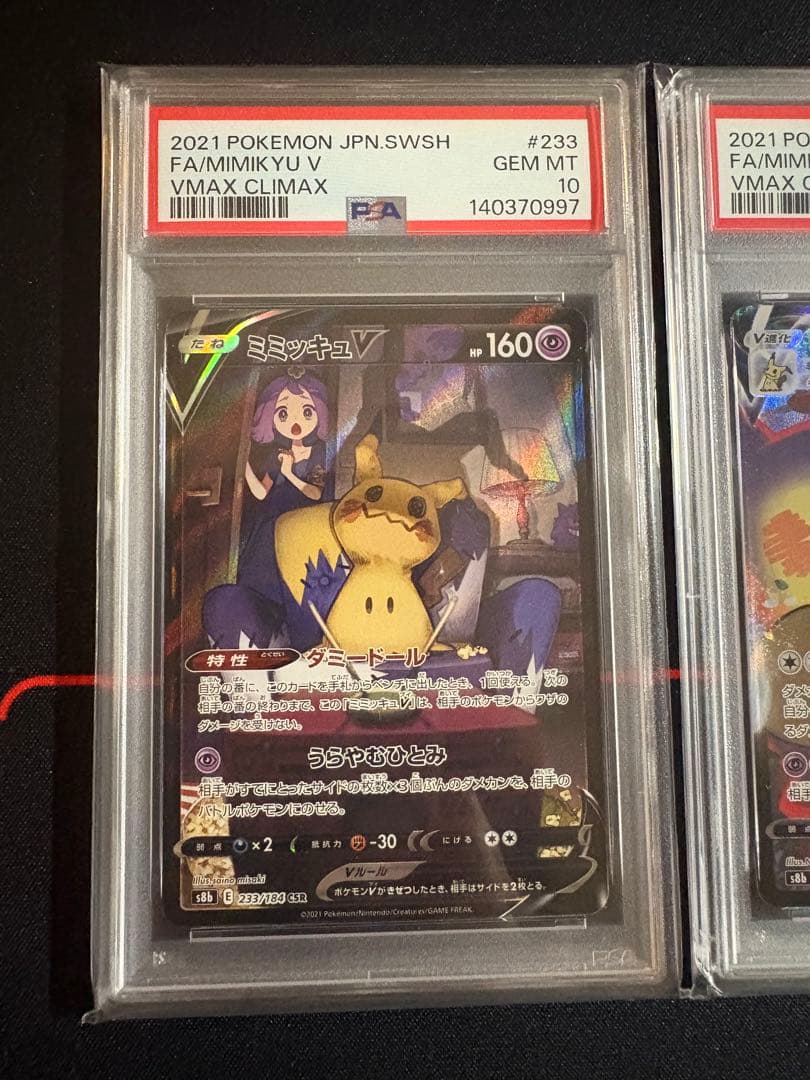 2021 POKEMON JPN.SWSH #233
FA/MIMIKYU V GEM MT
VMAX CLIMAX 10
PSA 140370997
たね ミミッキュV HP 160
特性 とくせい ダミードール
自分の番に、このカードを手札からベンチに出したとき、1回使える。次の
相手の番の終わりまで、この「ミミッキュV」は、相手のポケモンからワザの
ダメージを受けない。
うらやむひとみ
相手がすでにとったサイドの枚数×3個ぶんのダメカンを、相手の
バトルポケモンにのせる。
弱点 ×2 抵抗力 -30 にげる
Vルール
ポケモンVがきぜつしたとき、相手はサイドを2枚とる。
Illus. saino misaki
s8b E 233/184 CSR
©2021 Pokémon/Nintendo/Creatures/GAME FREAK.
2021 PO
FA/MIMI
VMAX C
V進化
s8b